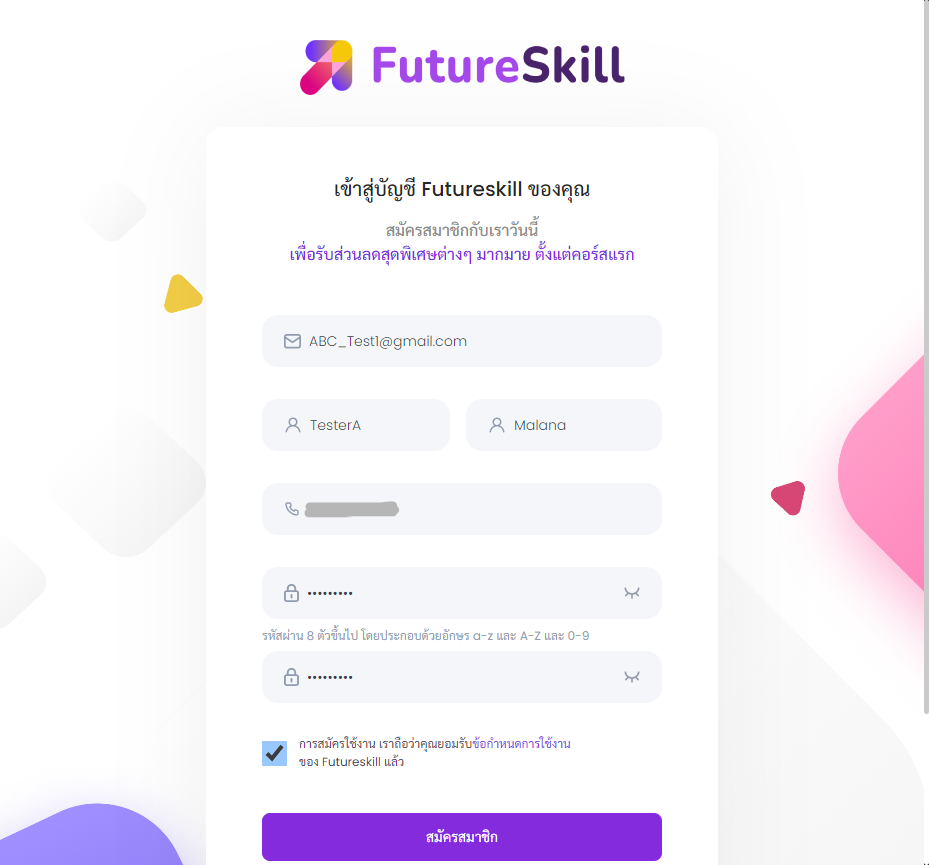 FutureSkill
เข้าสู่บัญชี Futureskill ของคุณ
สมัครสมาชิกกับเราวันนี้
เพื่อรับส่วนลดสุดพิเศษต่างๆ มากมาย ตั้งแต่คอร์สแรก
ABC_Test1@gmail.com
TesterA
Malana
•••••••••
รหัสผ่าน 8 ตัวขึ้นไป โดยประกอบด้วยอักษร a-z และ A-Z และ 0-9
•••••••••
การสมัครใช้งาน เราถือว่าคุณยอมรับข้อกำหนดการใช้งาน
ของ Futureskill แล้ว
สมัครสมาชิก